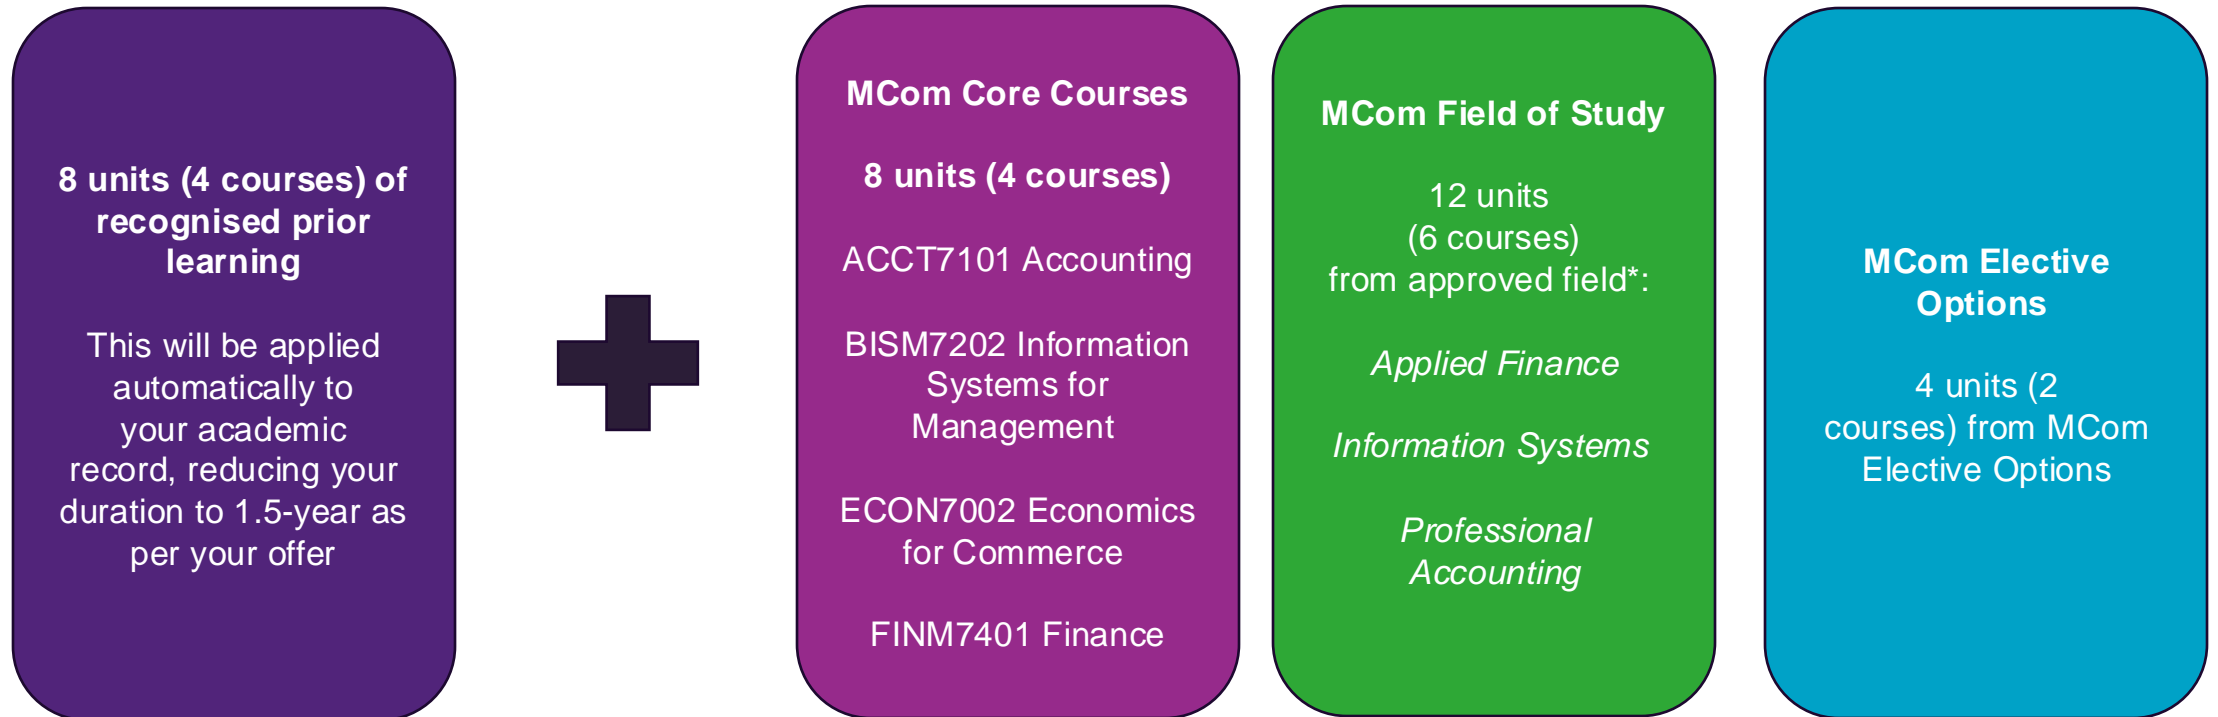 8 units (4 courses) of
recognised prior
learning
This will be applied
automatically to
your academic
record, reducing your
duration to 1.5-year as
per your offer
MCom Core Courses
8 units (4 courses)
ACCT7101 Accounting
BISM7202 Information
Systems for
Management
ECON7002 Economics
for Commerce
FINM7401 Finance
MCom Field of Study
12 units
(6 courses)
from approved field*:
Applied Finance
Information Systems
Professional
Accounting
MCom Elective
Options
4 units (2
courses) from MCom
Elective Options